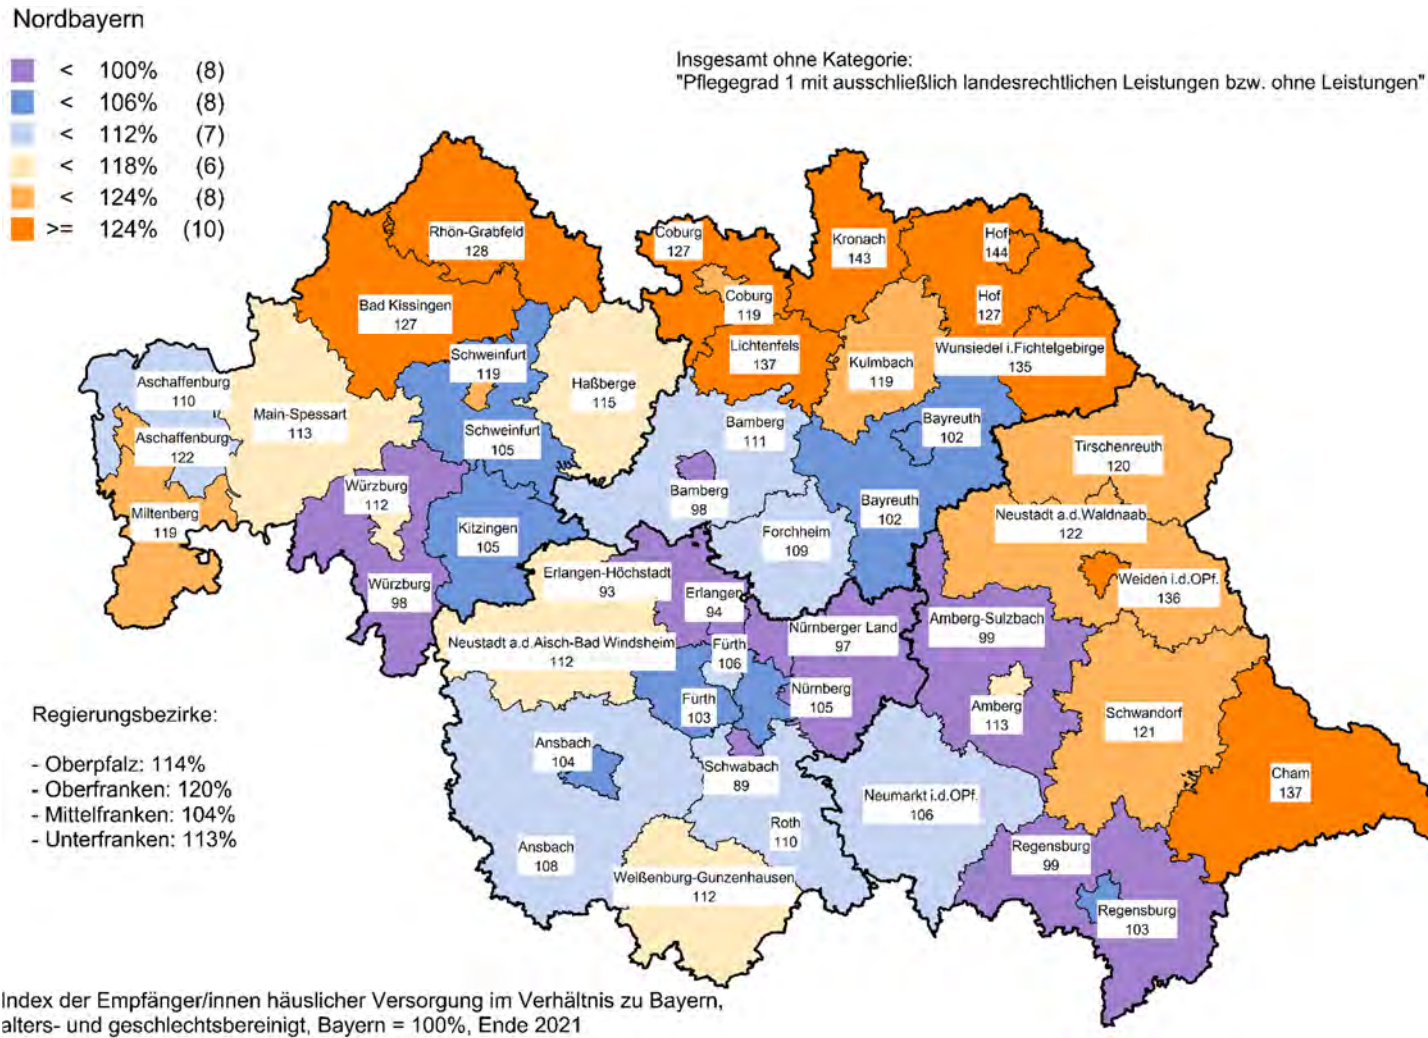 Nordbayern
< 100% (8)
< 106% (8)
< 112% (7)
< 118% (6)
< 124% (8)
>= 124% (10)
Insgesamt ohne Kategorie:
"Pflegegrad 1 mit ausschließlich landesrechtlichen Leistungen bzw. ohne Leistungen"
Rhön-Grabfeld
128
Coburg
127
Kronach
143
Hof
144
Bad Kissingen
127
Coburg
119
Hof
127
Schweinfurt
119
Lichtenfels
137
Kulmbach
119
Wunsiedel i.Fichtelgebirge
135
Aschaffenburg
110
Haßberge
115
Main-Spessart
113
Bamberg
111
Bayreuth
102
Schweinfurt
105
Aschaffenburg
122
Tirschenreuth
120
Würzburg
112
Bamberg
98
Bayreuth
102
Miltenberg
119
Neustadt a.d.Waldnaab
122
Kitzingen
105
Forchheim
109
Erlangen-Höchstadt
93
Weiden i.d.OPf.
136
Würzburg
98
Erlangen
94
Nürnberger Land
97
Amberg-Sulzbach
99
Neustadt a.d.Aisch-Bad Windsheim
112
Fürth
106
Nürnberg
105
Fürth
103
Amberg
113
Schwandorf
121
Regierungsbezirke:
- Oberpfalz: 114%
- Oberfranken: 120%
- Mittelfranken: 104%
- Unterfranken: 113%
Ansbach
104
Schwabach
89
Cham
137
Neumarkt i.d.OPf.
106
Roth
110
Ansbach
108
Regensburg
99
Weißenburg-Gunzenhausen
112
Regensburg
103
Index der Empfänger/innen häuslicher Versorgung im Verhältnis zu Bayern,
alters- und geschlechtsbereinigt, Bayern = 100%, Ende 2021